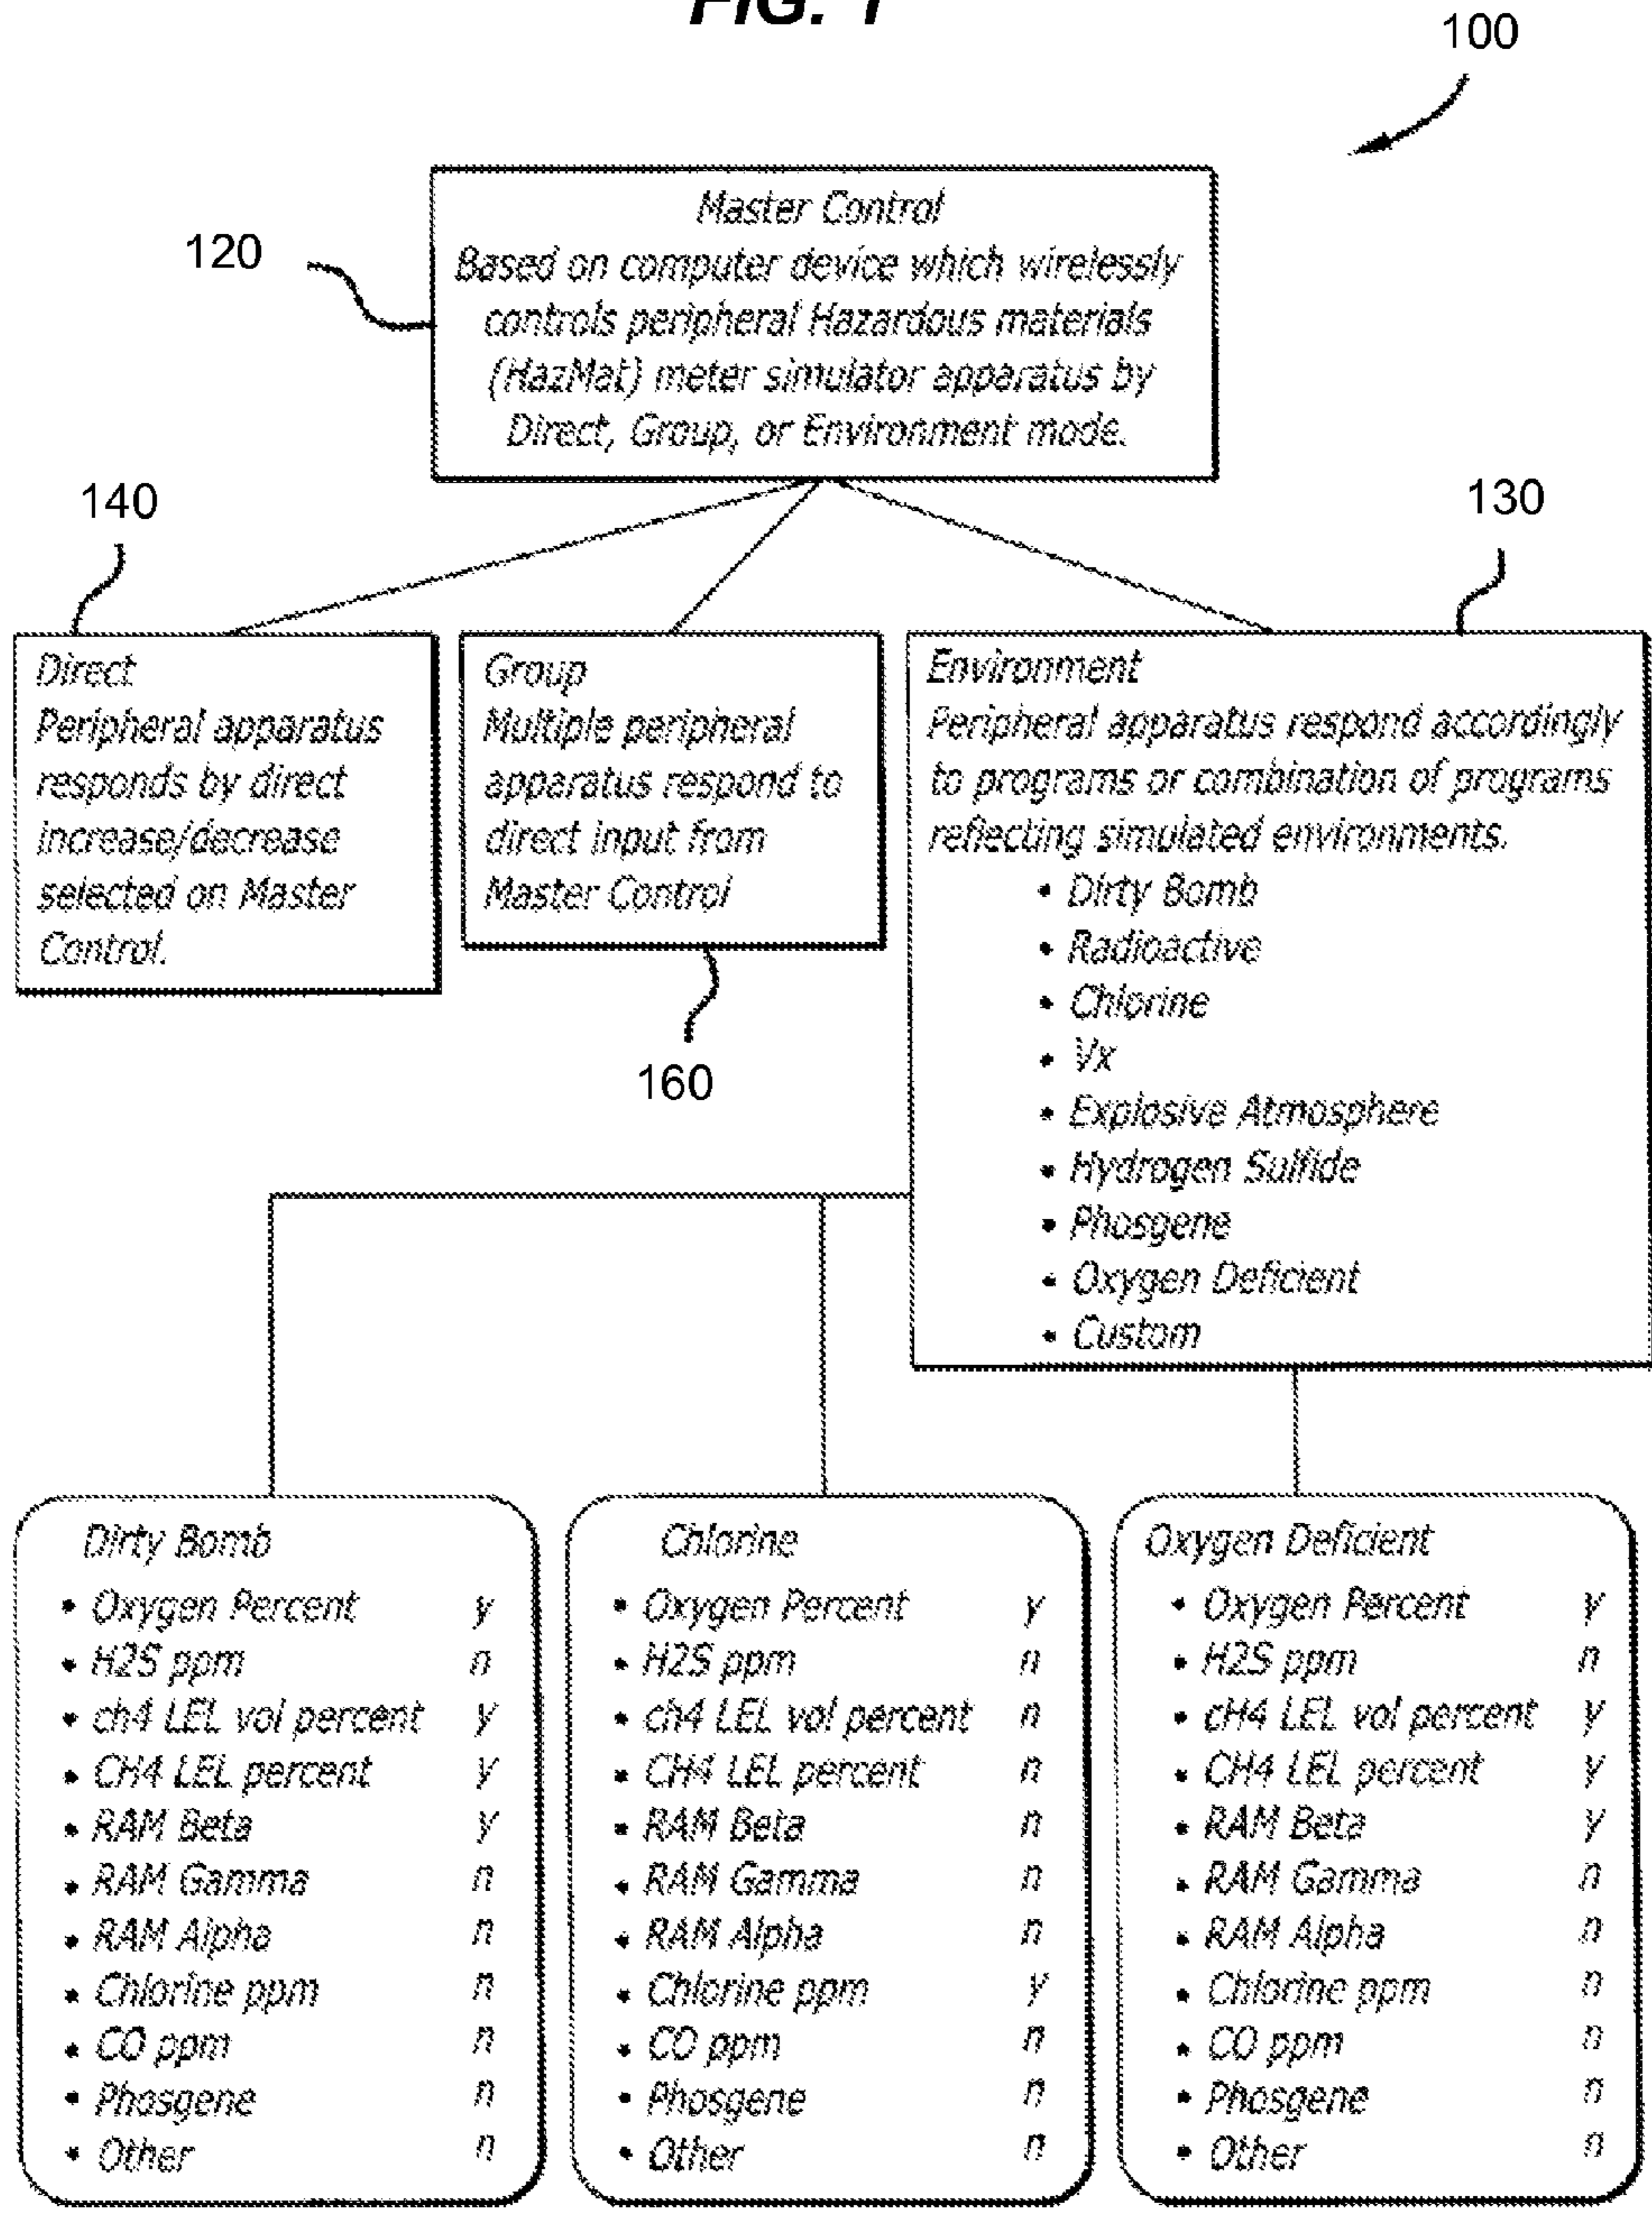 FIG. 1
100
120
Master Control
Based on computer device which wirelessly
controls peripheral Hazardous materials
(HazMat) meter simulator apparatus by
Direct, Group, or Environment mode.
140
130
Direct
Peripheral apparatus
responds by direct
increase/decrease
selected on Master
Control.
Group
Multiple peripheral
apparatus respond to
direct input from
Master Control
160
Environment
Peripheral apparatus respond accordingly
to programs or combination of programs
reflecting simulated environments.
• Dirty Bomb
• Radioactive
• Chlorine
• Vx
• Explosive Atmosphere
• Hydrogen Sulfide
• Phosgene
• Oxygen Deficient
• Custom
Dirty Bomb
• Oxygen Percent y
• H2S ppm n
• ch4 LEL vol percent y
• CH4 LEL percent y
• RAM Beta y
• RAM Gamma n
• RAM Alpha n
• Chlorine ppm n
• CO ppm n
• Phosgene n
• Other n
Chlorine
• Oxygen Percent y
• H2S ppm n
• ch4 LEL vol percent n
• CH4 LEL percent n
• RAM Beta n
• RAM Gamma n
• RAM Alpha n
• Chlorine ppm y
• CO ppm n
• Phosgene n
• Other n
Oxygen Deficient
• Oxygen Percent y
• H2S ppm n
• cH4 LEL vol percent y
• CH4 LEL percent y
• RAM Beta y
• RAM Gamma n
• RAM Alpha n
• Chlorine ppm n
• CO ppm n
• Phosgene n
• Other n